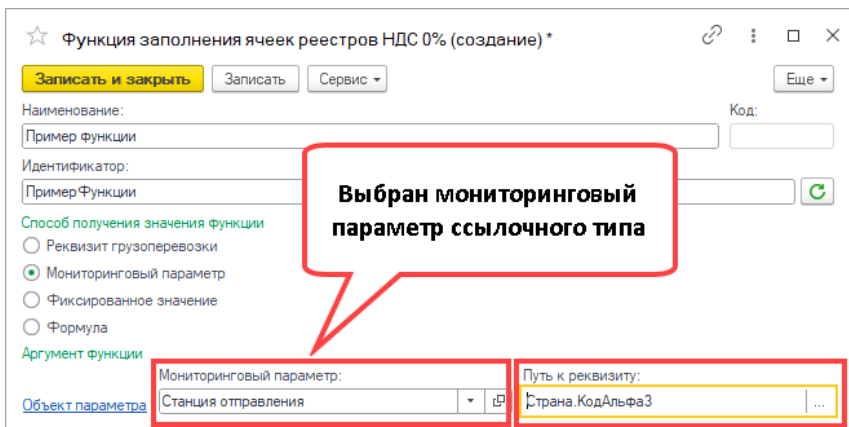 Функция заполнения ячеек реестров НДС 0% (создание) *
Записать и закрыть Записать Сервис Еще
Наименование: Код:
Пример функции
Идентификатор:
ПримерФункции
Выбран мониторинговый
параметр ссылочного типа
Способ получения значения функции
Реквизит грузоперевозки
Мониторинговый параметр
Фиксированное значение
Формула
Аргумент функции
Мониторинговый параметр: Путь к реквизиту:
Объект параметра Станция отправления Страна.КодАльфа3 ...